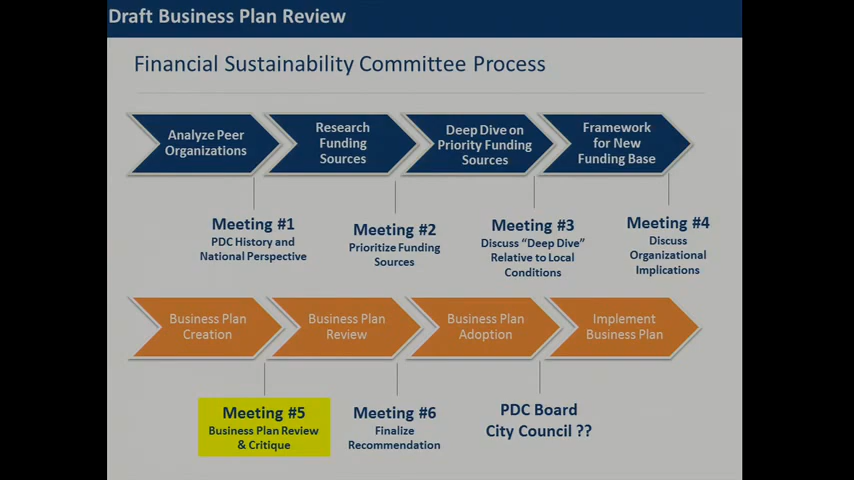 Draft Business Plan Review
Financial Sustainability Committee Process
Analyze Peer
Organizations
Research
Funding
Sources
Deep Dive on
Priority Funding
Sources
Framework
for New
Funding Base
Meeting #1
PDC History and
National Perspective
Meeting #2
Prioritize Funding
Sources
Meeting #3
Discuss “Deep Dive”
Relative to Local
Conditions
Meeting #4
Discuss
Organizational
Implications
Business Plan
Creation
Business Plan
Review
Business Plan
Adoption
Implement
Business Plan
Meeting #5
Business Plan Review
& Critique
Meeting #6
Finalize
Recommendation
PDC Board
City Council ??